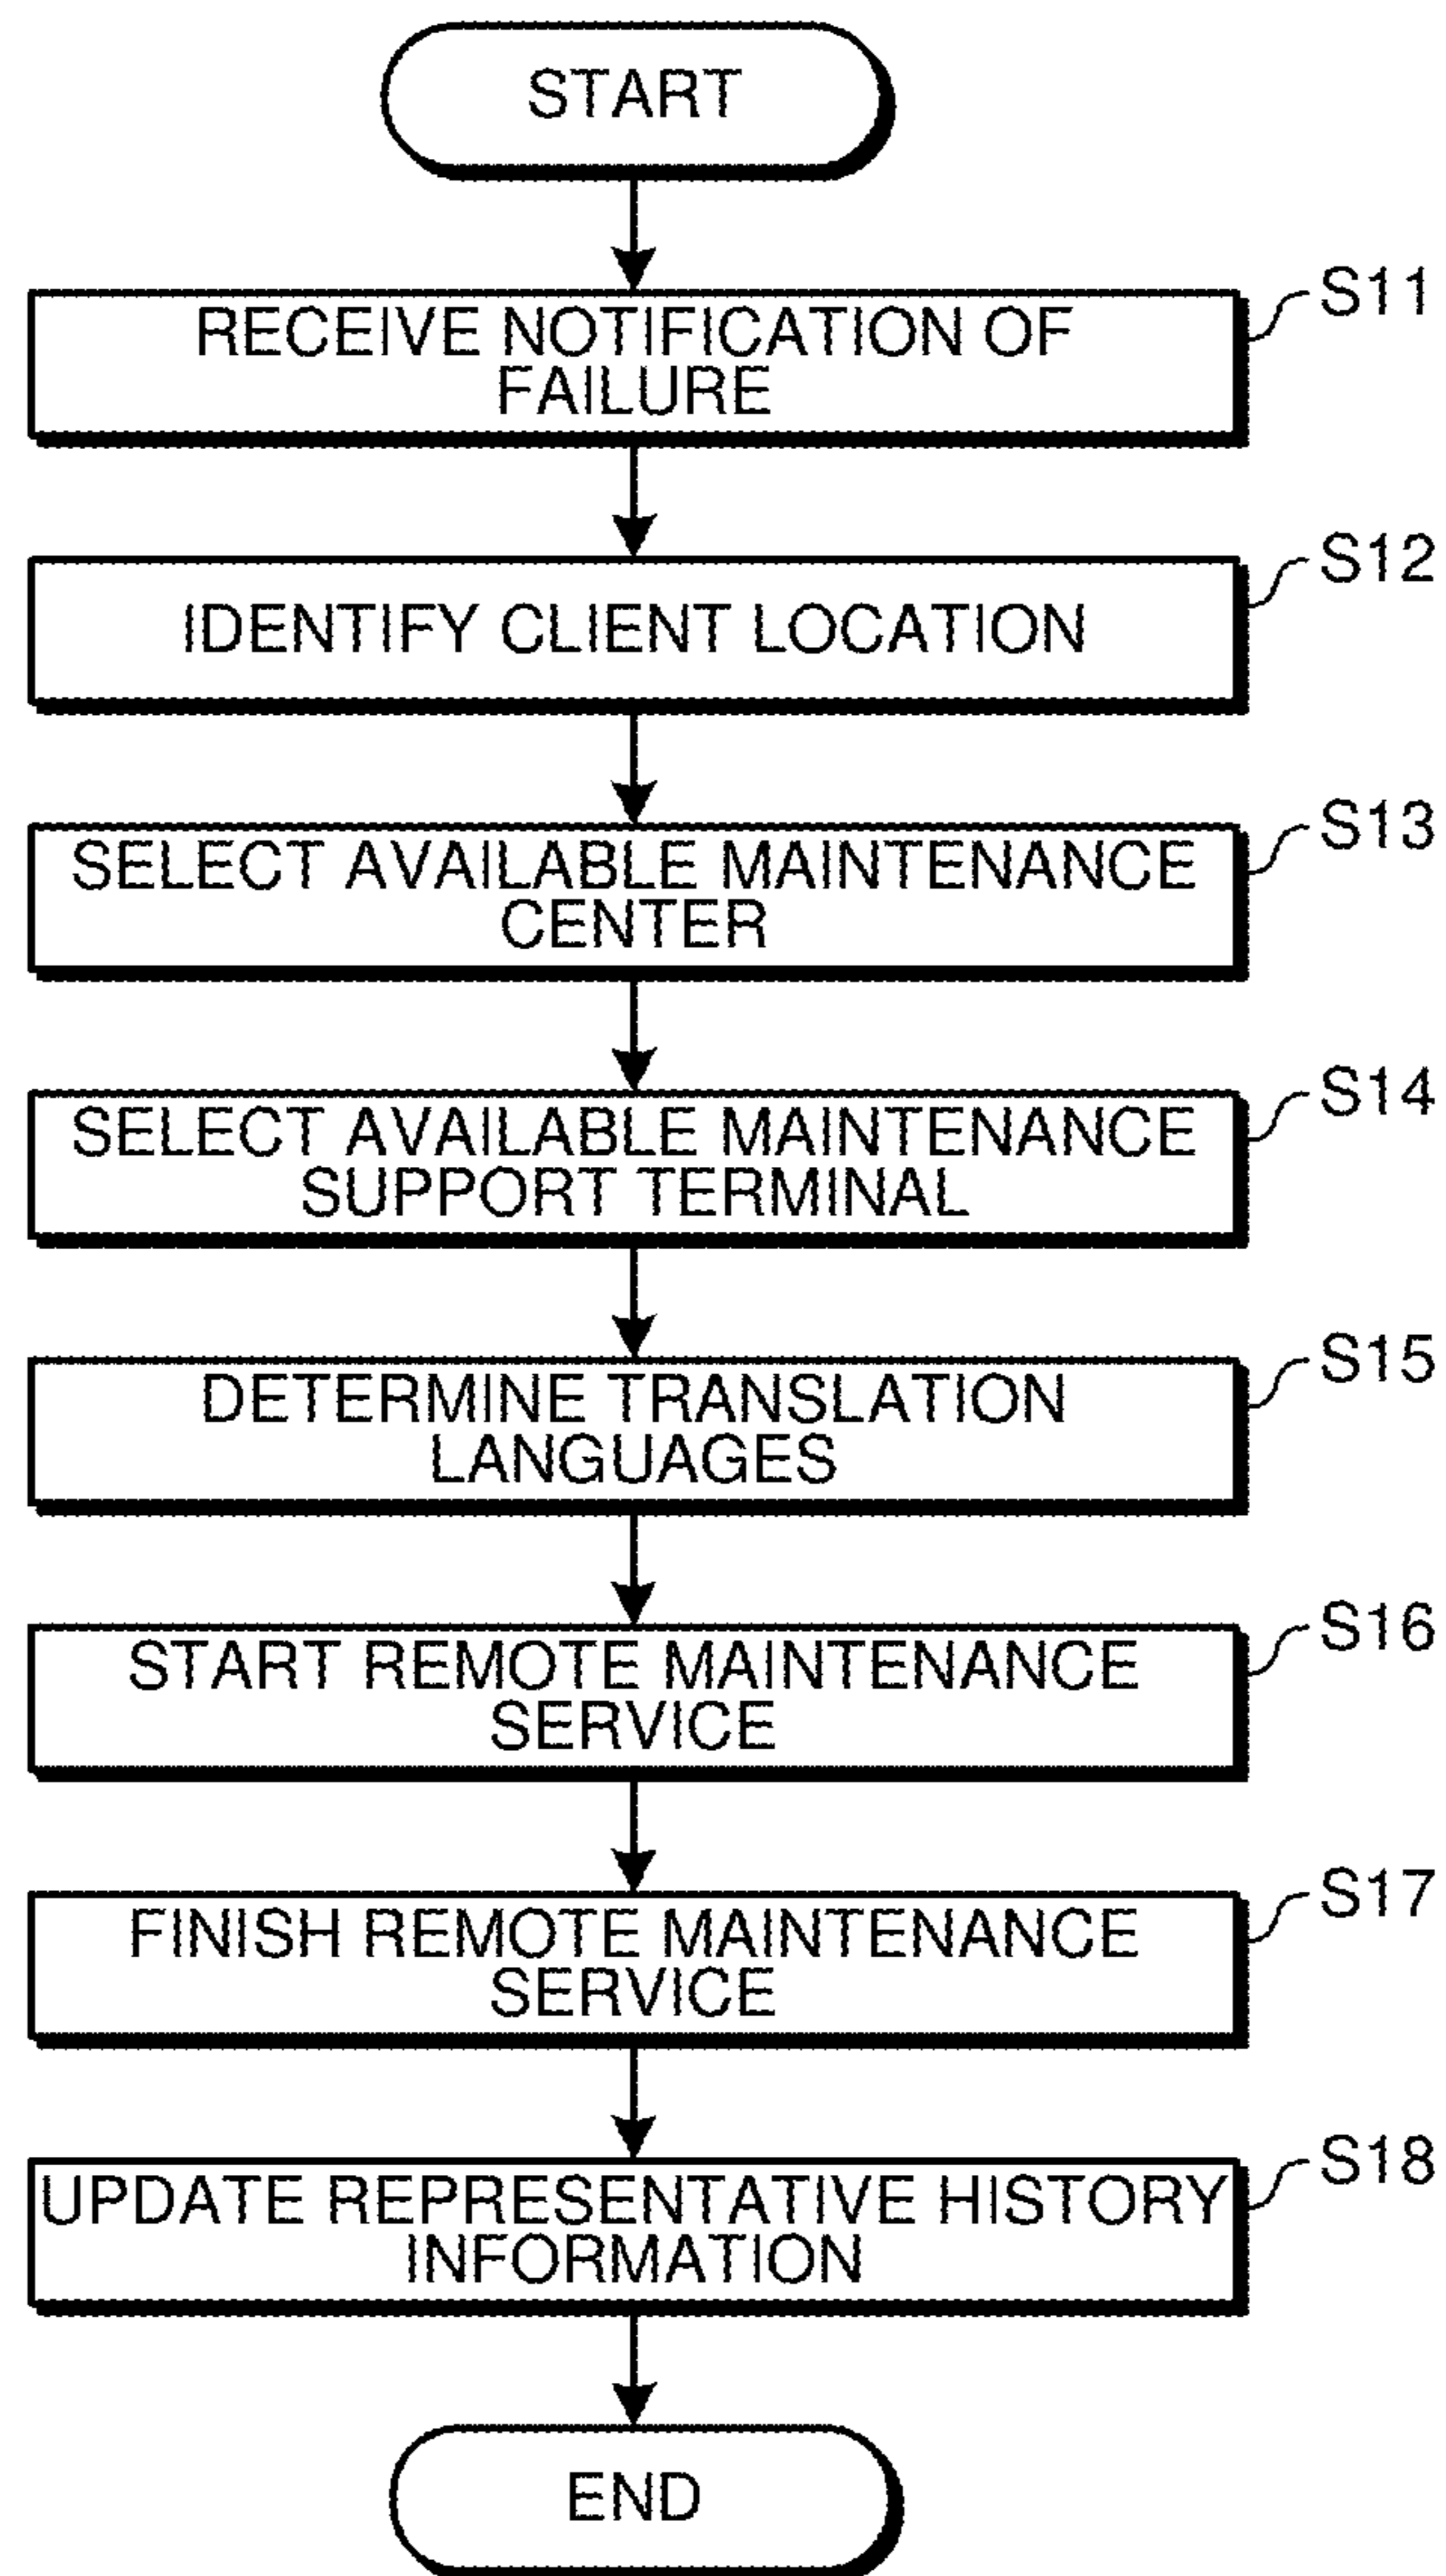 START
RECEIVE NOTIFICATION OF
FAILURE
S11
IDENTIFY CLIENT LOCATION
S12
SELECT AVAILABLE MAINTENANCE
CENTER
S13
SELECT AVAILABLE MAINTENANCE
SUPPORT TERMINAL
S14
DETERMINE TRANSLATION
LANGUAGES
S15
START REMOTE MAINTENANCE
SERVICE
S16
FINISH REMOTE MAINTENANCE
SERVICE
S17
UPDATE REPRESENTATIVE HISTORY
INFORMATION
S18
END